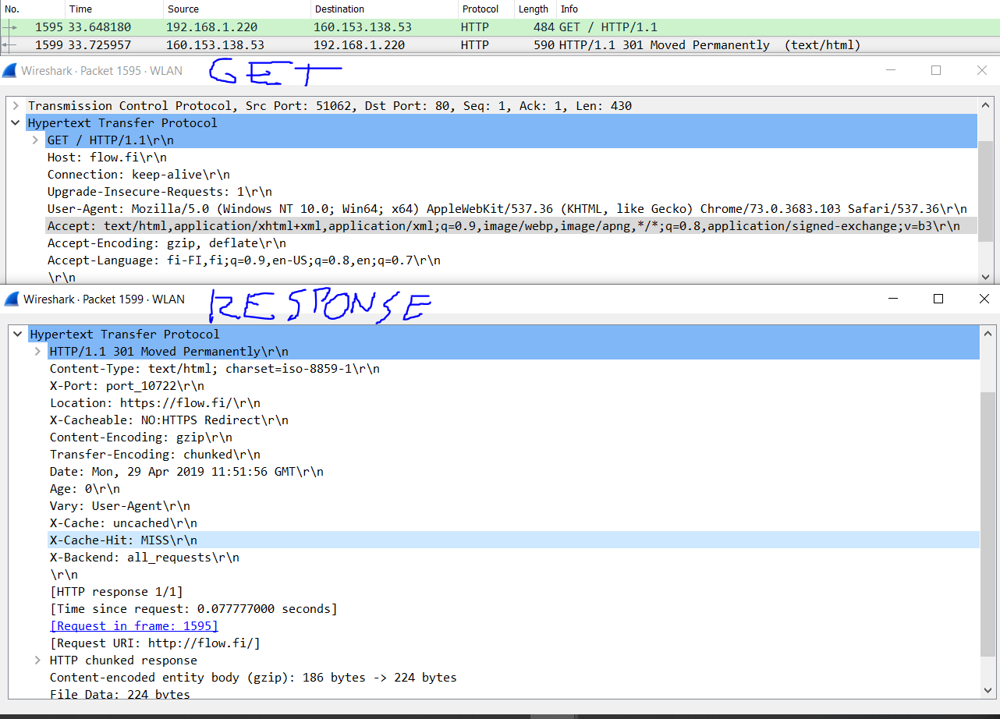 No. Time Source Destination Protocol Length Info
1595 33.648180 192.168.1.220 160.153.138.53 HTTP 484 GET / HTTP/1.1
1599 33.725957 160.153.138.53 192.168.1.220 HTTP 590 HTTP/1.1 301 Moved Permanently (text/html)
Wireshark · Packet 1595 · WLAN GET
Transmission Control Protocol, Src Port: 51062, Dst Port: 80, Seq: 1, Ack: 1, Len: 430
Hypertext Transfer Protocol
GET / HTTP/1.1\r\n
Host: flow.fi\r\n
Connection: keep-alive\r\n
Upgrade-Insecure-Requests: 1\r\n
User-Agent: Mozilla/5.0 (Windows NT 10.0; Win64; x64) AppleWebKit/537.36 (KHTML, like Gecko) Chrome/73.0.3683.103 Safari/537.36\r\n
Accept: text/html,application/xhtml+xml,application/xml;q=0.9,image/webp,image/apng,*/*;q=0.8,application/signed-exchange;v=b3\r\n
Accept-Encoding: gzip, deflate\r\n
Accept-Language: fi-FI,fi;q=0.9,en-US;q=0.8,en;q=0.7\r\n
\r\n
Wireshark · Packet 1599 · WLAN RESPONSE
Hypertext Transfer Protocol
HTTP/1.1 301 Moved Permanently\r\n
Content-Type: text/html; charset=iso-8859-1\r\n
X-Port: port_10722\r\n
Location: https://flow.fi/\r\n
X-Cacheable: NO:HTTPS Redirect\r\n
Content-Encoding: gzip\r\n
Transfer-Encoding: chunked\r\n
Date: Mon, 29 Apr 2019 11:51:56 GMT\r\n
Age: 0\r\n
Vary: User-Agent\r\n
X-Cache: uncached\r\n
X-Cache-Hit: MISS\r\n
X-Backend: all_requests\r\n
\r\n
[HTTP response 1/1]
[Time since request: 0.077777000 seconds]
[Request in frame: 1595]
[Request URI: http://flow.fi/]
HTTP chunked response
Content-encoded entity body (gzip): 186 bytes -> 224 bytes
File Data: 224 bytes